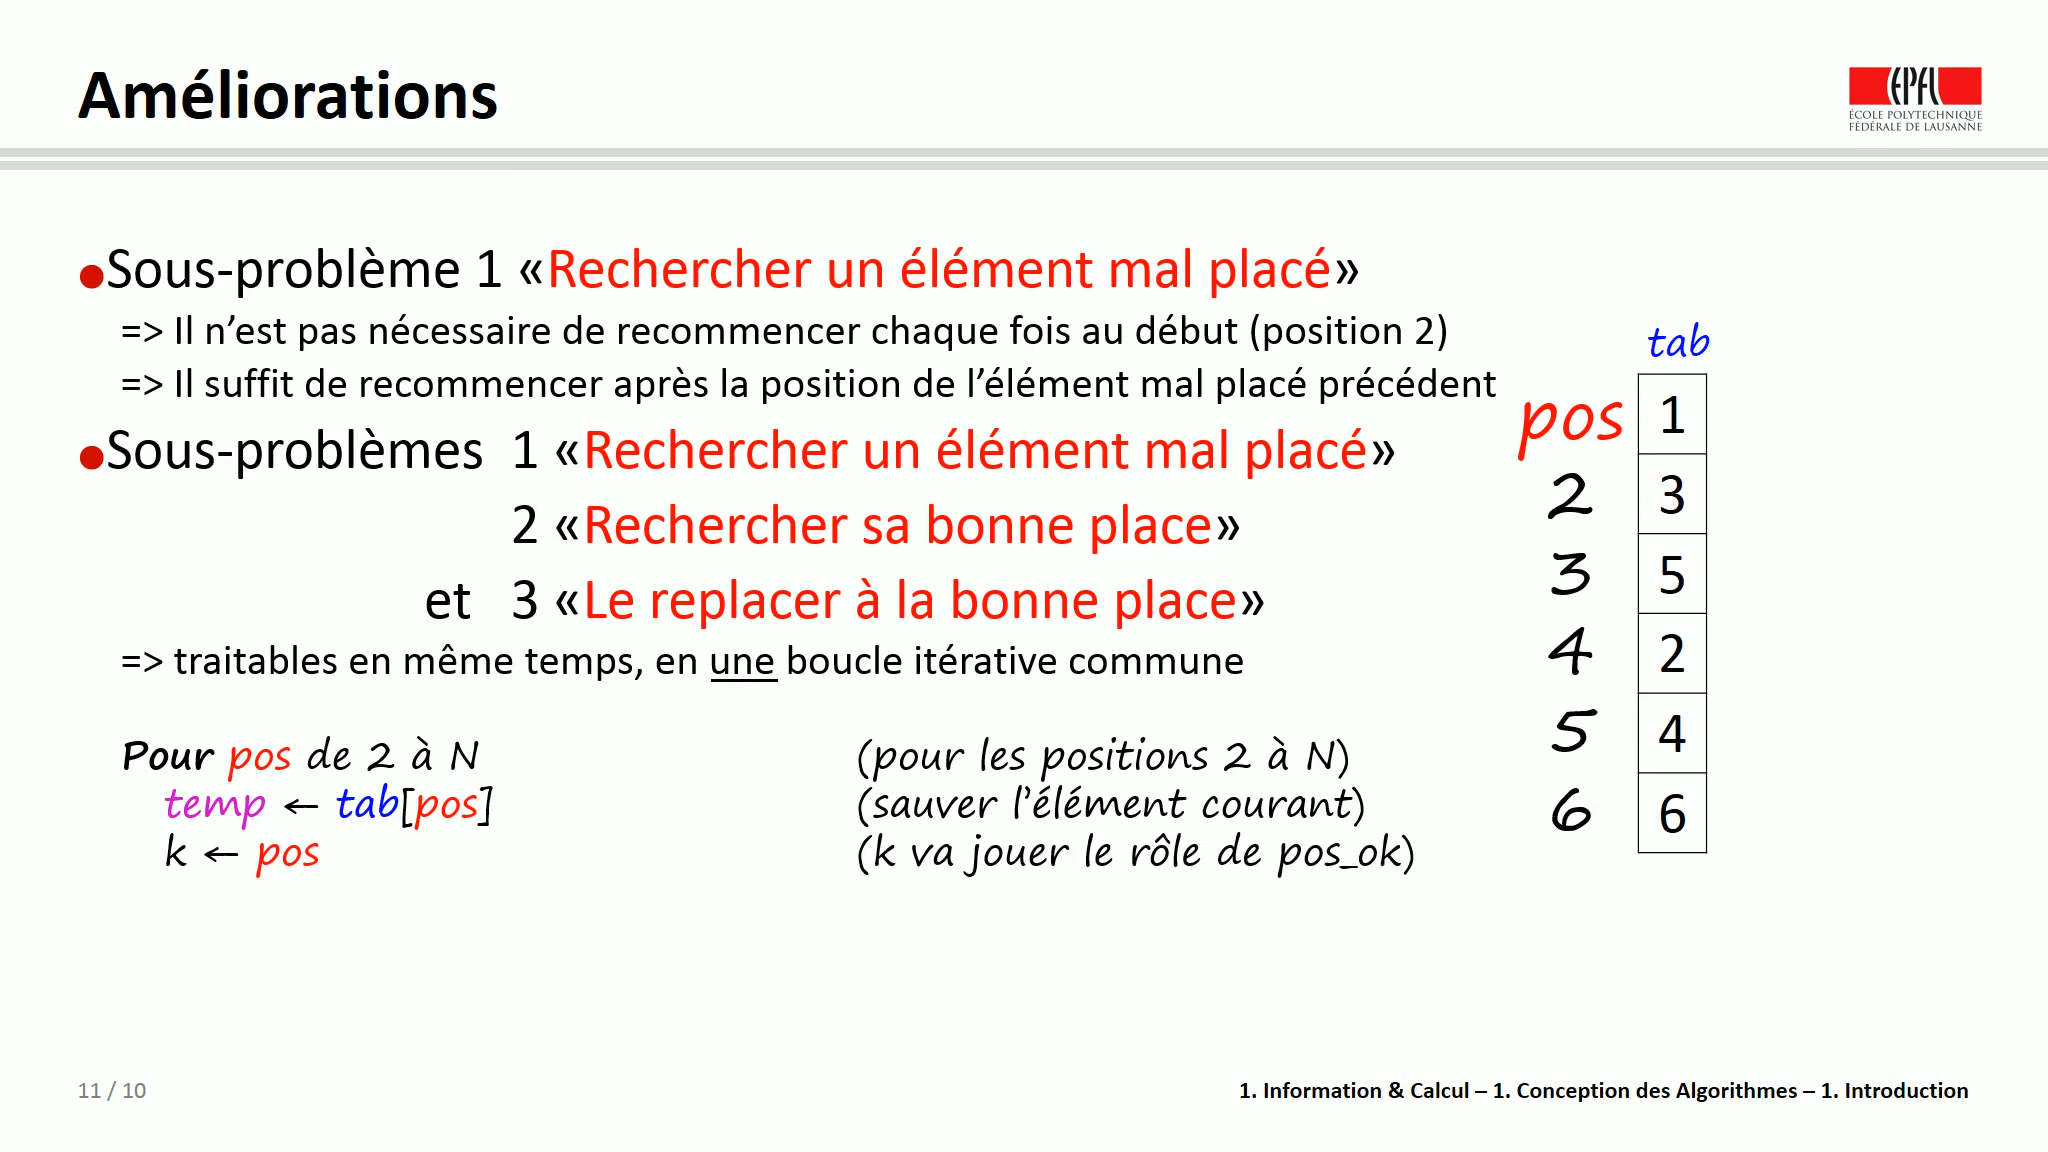 Améliorations
EPFL
ÉCOLE POLYTECHNIQUE
FÉDÉRALE DE LAUSANNE
●Sous-problème 1 «Rechercher un élément mal placé»
=> Il n’est pas nécessaire de recommencer chaque fois au début (position 2)
=> Il suffit de recommencer après la position de l’élément mal placé précédent
●Sous-problèmes 1 «Rechercher un élément mal placé»
2 «Rechercher sa bonne place»
et 3 «Le replacer à la bonne place»
=> traitables en même temps, en une boucle itérative commune
Pour pos de 2 à N (pour les positions 2 à N)
temp ← tab[pos] (sauver l’élément courant)
k ← pos (k va jouer le rôle de pos_ok)
tab
pos 1
2 3
3 5
4 2
5 4
6 6
11 / 10
1. Information & Calcul – 1. Conception des Algorithmes – 1. Introduction